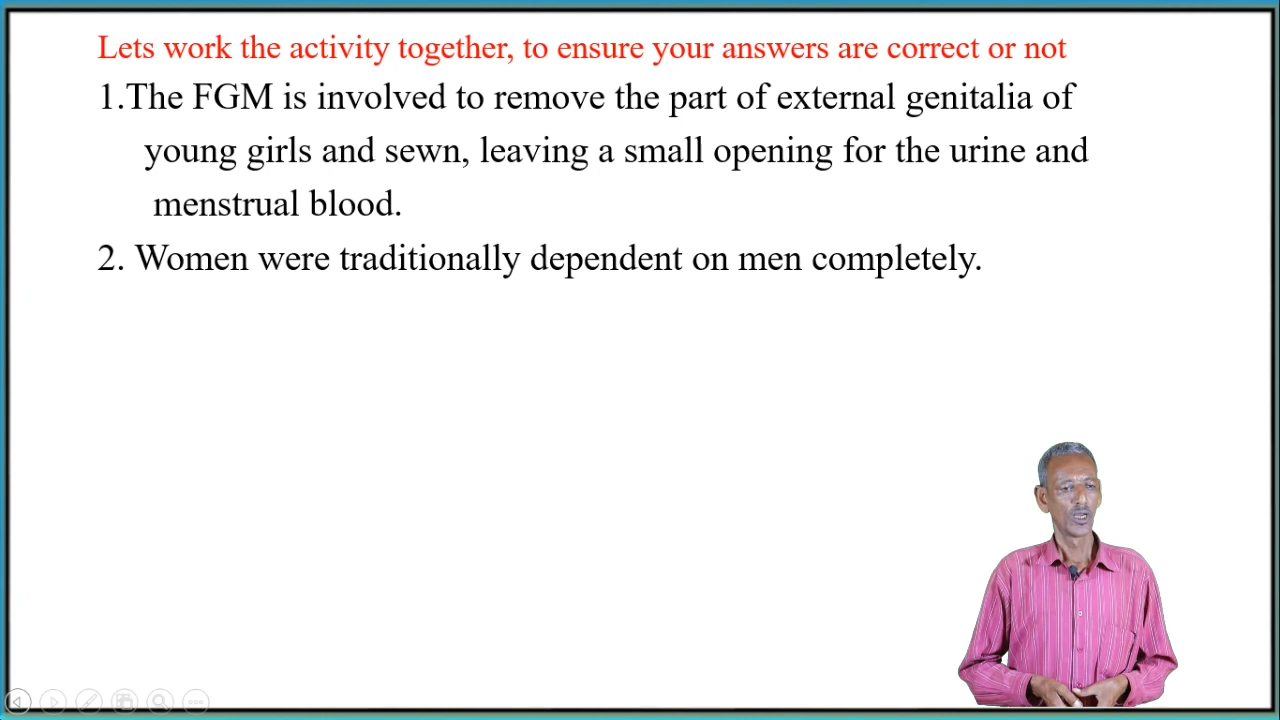 Lets work the activity together, to ensure your answers are correct or not
1.The FGM is involved to remove the part of external genitalia of
young girls and sewn, leaving a small opening for the urine and
menstrual blood.
2. Women were traditionally dependent on men completely.